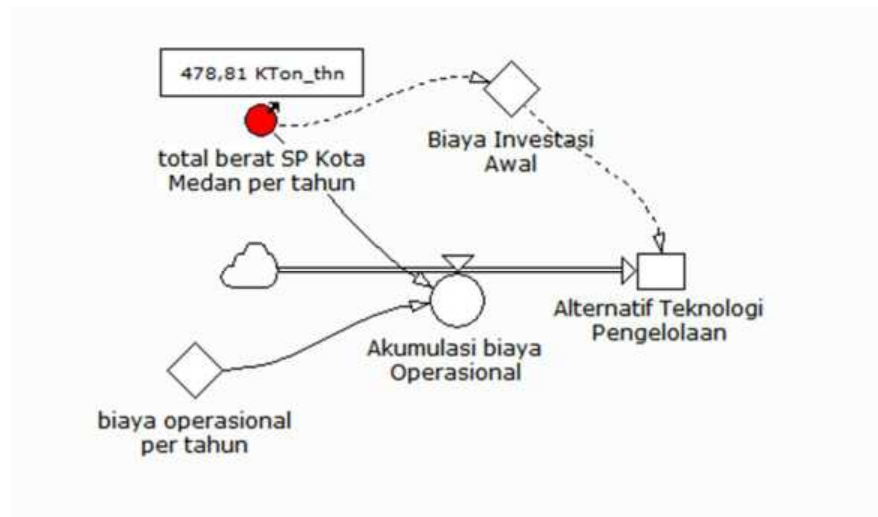 478,81 KTon_thn
total berat SP Kota
Medan per tahun
Biaya Investasi
Awal
Alternatif Teknologi
Pengelolaan
Akumulasi biaya
Operasional
biaya operasional
per tahun